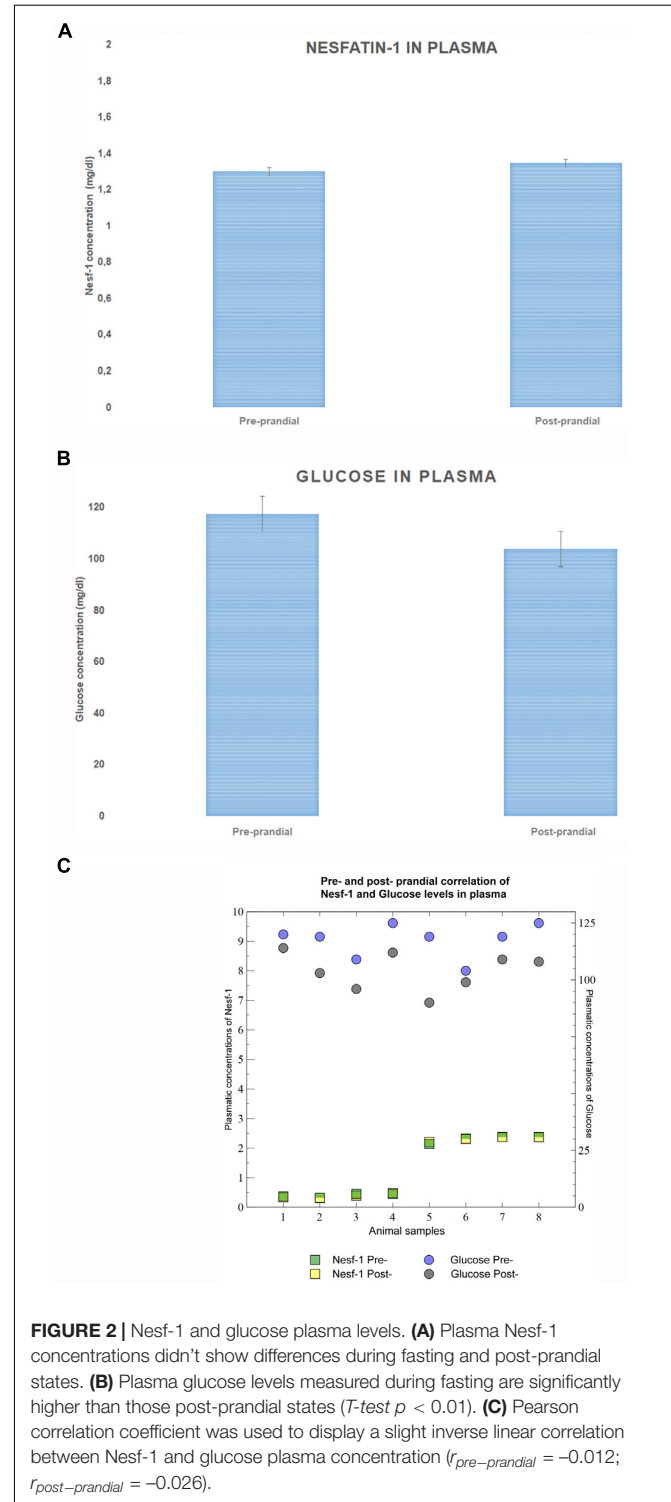 A
NESFATIN-1 IN PLASMA
Nesf-1 concentration (mg/dl)
2
1,8
1,6
1,4
1,2
1
0,8
0,6
0,4
0,2
0
Pre-prandial
Post-prandial
B
GLUCOSE IN PLASMA
Glucose concentration (mg/dl)
120
100
80
60
40
20
0
Pre-prandial
Post-prandial
C
Pre- and post- prandial correlation of
Nesf-1 and Glucose levels in plasma
Plasmatic concentrations of Nesf-1
10
9
8
7
6
5
4
3
2
1
0
125
100
25
0
Plasmatic concentrations of Glucose
1 2 3 4 5 6 7 8
Animal samples
Nesf-1 Pre- Glucose Pre-
Nesf-1 Post- Glucose Post-
FIGURE 2 | Nesf-1 and glucose plasma levels. (A) Plasma Nesf-1
concentrations didn't show differences during fasting and post-prandial
states. (B) Plasma glucose levels measured during fasting are significantly
higher than those post-prandial states (T-test p < 0.01). (C) Pearson
correlation coefficient was used to display a slight inverse linear correlation
between Nesf-1 and glucose plasma concentration (rpre−prandial = –0.012;
rpost−prandial = –0.026).